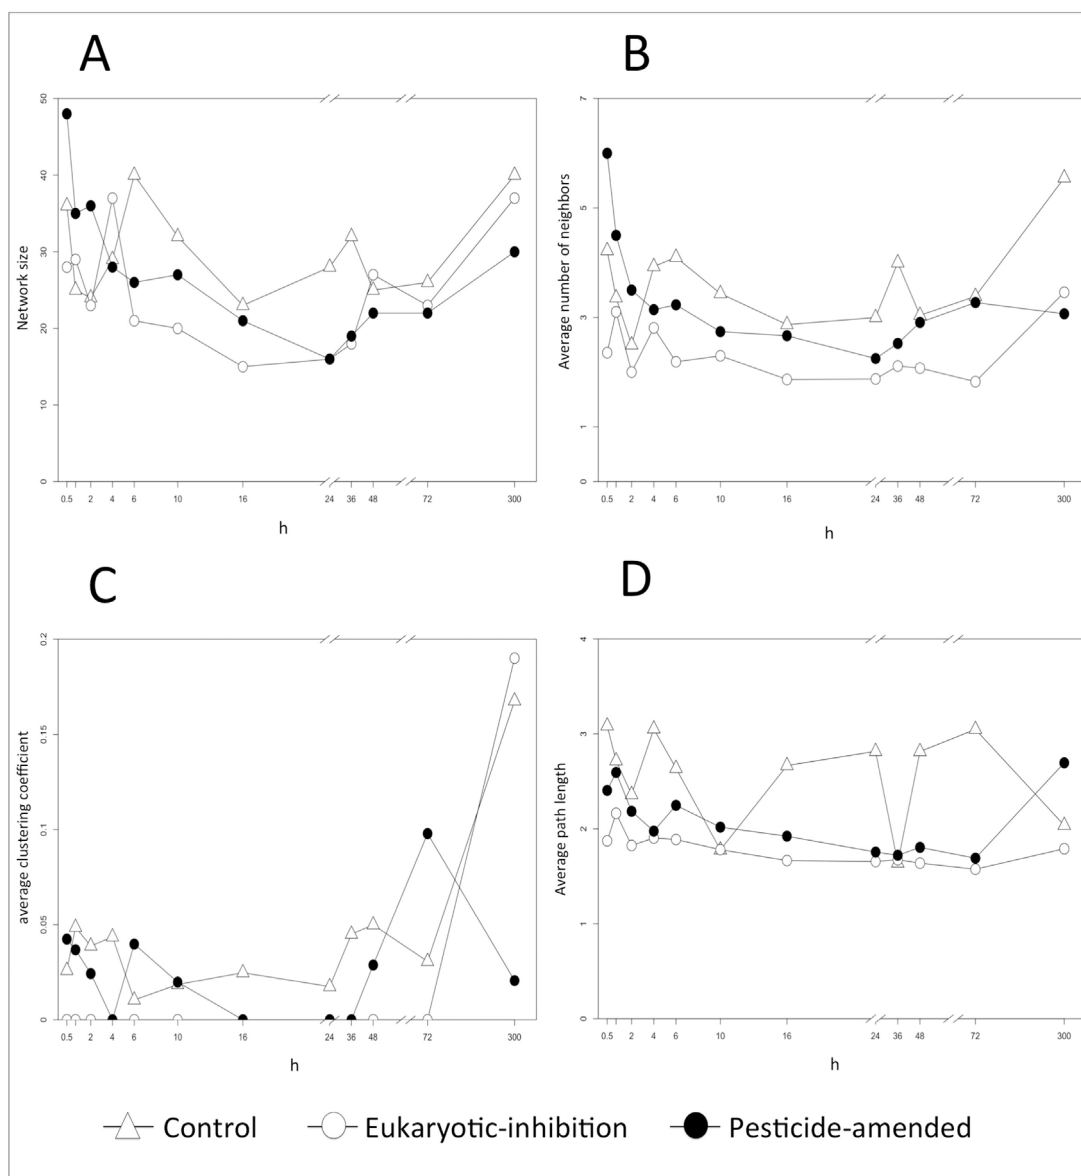 A
Network size
50
40
30
20
10
0
0.5 2 4 6 10 16 24 36 48 72 300
h
B
Average number of neighbors
7
5
3
1
0
0.5 2 4 6 10 16 24 36 48 72 300
h
C
average clustering coefficient
0.2
0.15
0.1
0.05
0
0.5 2 4 6 10 16 24 36 48 72 300
h
D
Average path length
4
3
2
1
0
0.5 2 4 6 10 16 24 36 48 72 300
h
Control Eukaryotic-inhibition Pesticide-amended